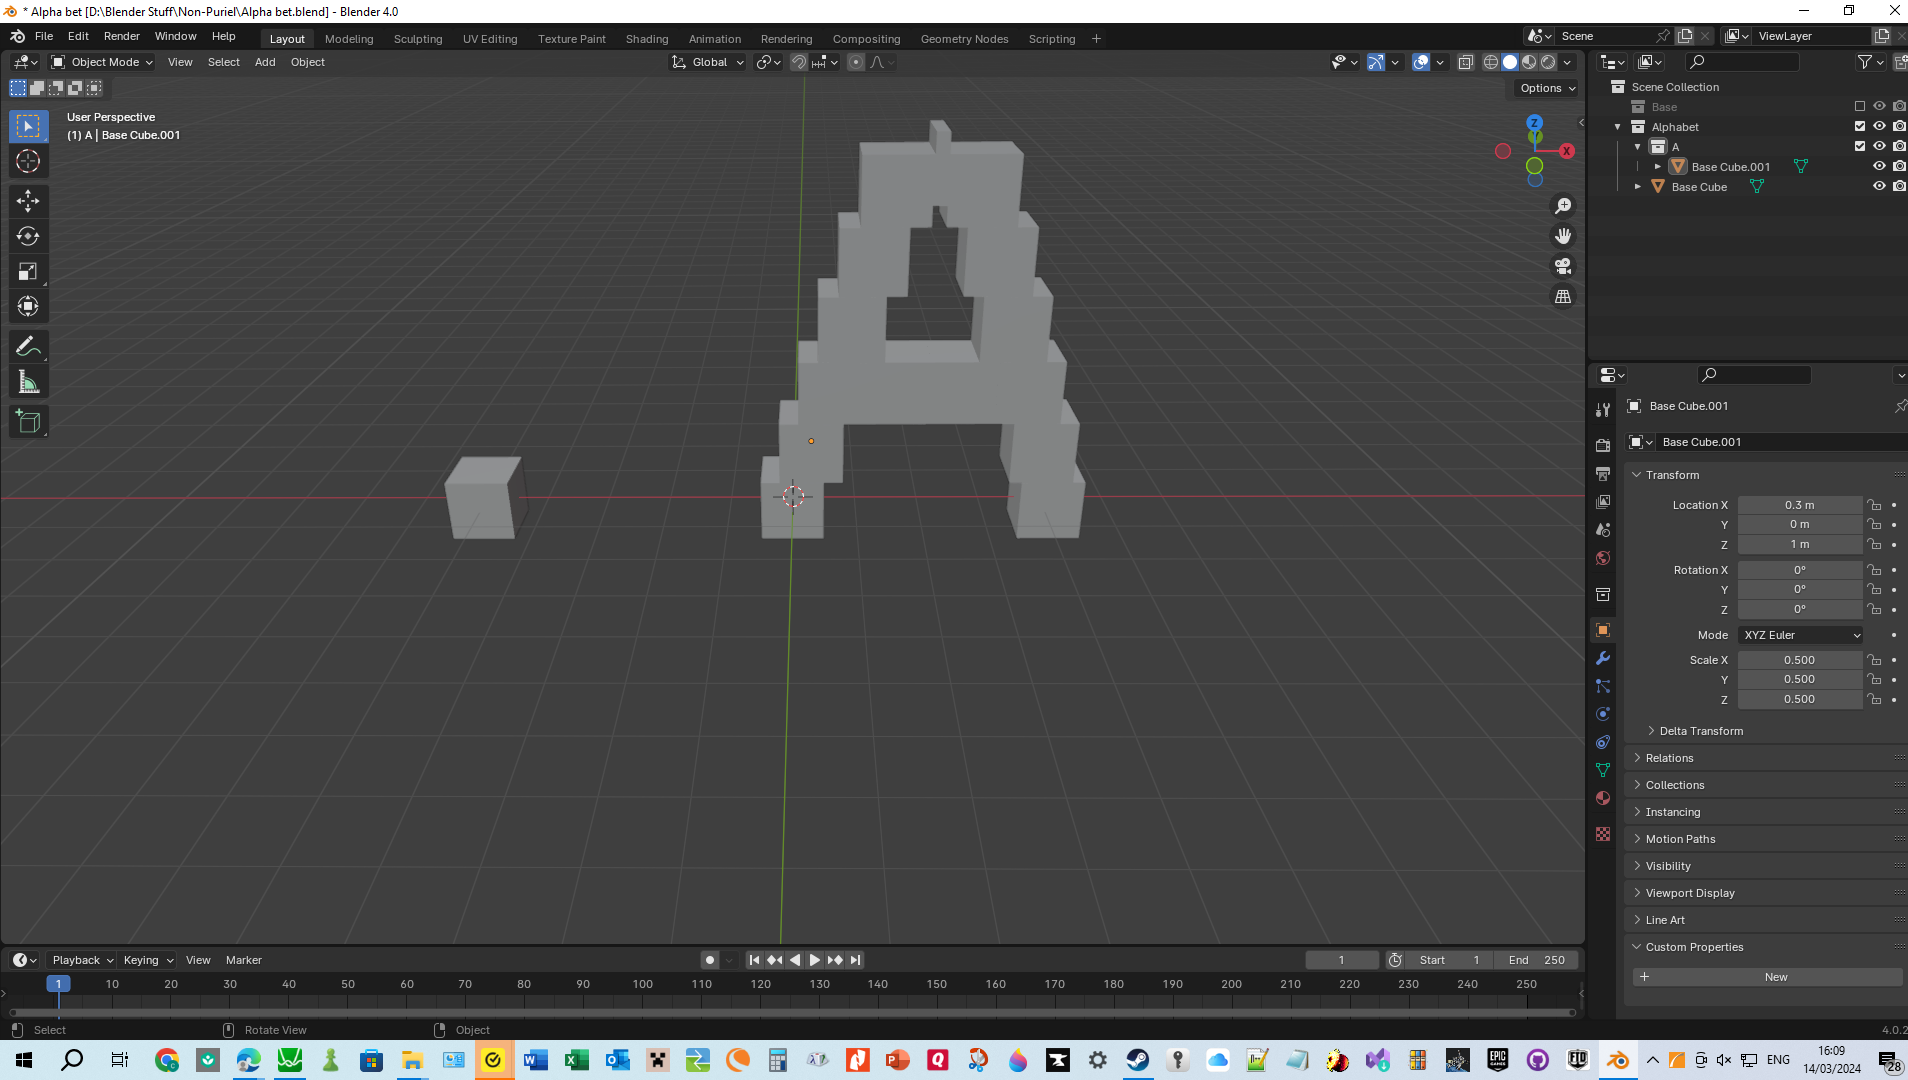 * Alpha bet [D:\Blender Stuff\Non-Puriel\Alpha bet.blend] - Blender 4.0
File Edit Render Window Help Layout Modeling Sculpting UV Editing Texture Paint Shading Animation Rendering Compositing Geometry Nodes Scripting + Scene ViewLayer
Object Mode View Select Add Object Global
Options
User Perspective
(1) A | Base Cube.001
Z
Y
X
Scene Collection
Base
Alphabet
A
Base Cube.001
Base Cube
Base Cube.001
Base Cube.001
Transform
Location X 0.3 m
Y 0 m
Z 1 m
Rotation X 0°
Y 0°
Z 0°
Mode XYZ Euler
Scale X 0.500
Y 0.500
Z 0.500
Delta Transform
Relations
Collections
Instancing
Motion Paths
Visibility
Viewport Display
Line Art
Custom Properties
+ New
Playback Keying View Marker 1 Start 1 End 250
1 10 20 30 40 50 60 70 80 90 100 110 120 130 140 150 160 170 180 190 200 210 220 230 240 250
Select Rotate View Object 4.0.2
ENG
16:09
14/03/2024
28
EPIC
GAMES